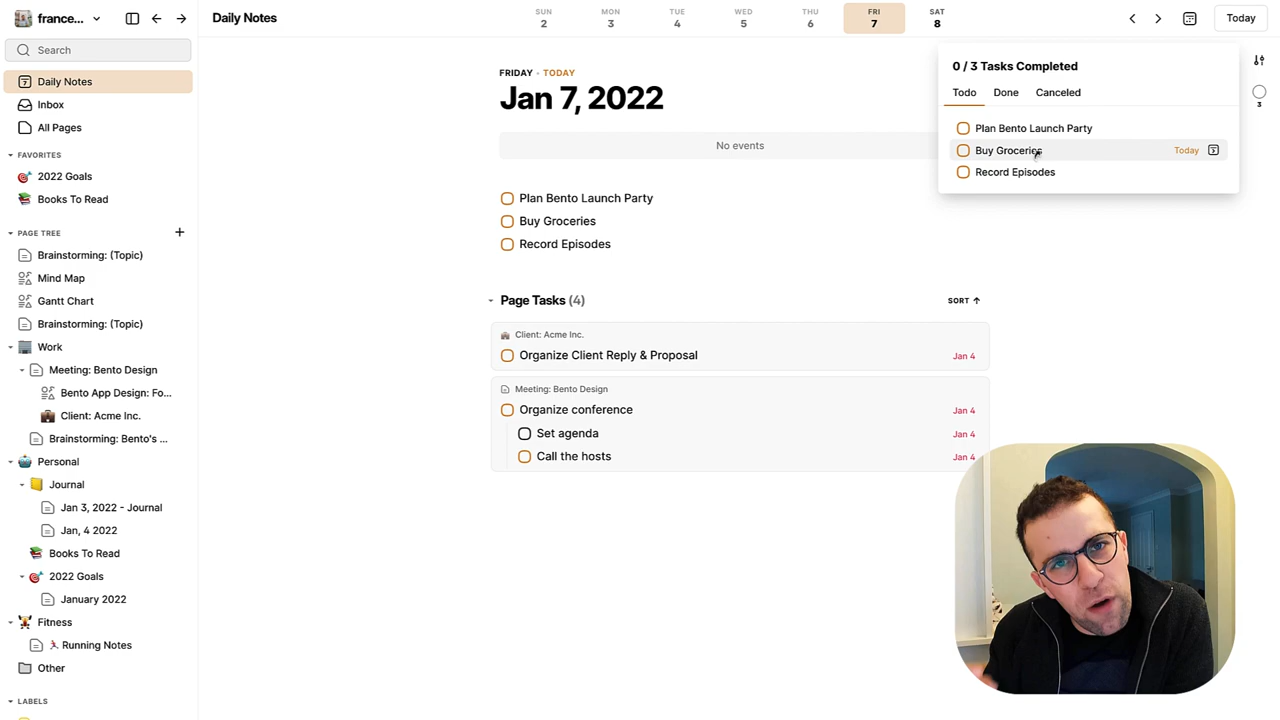 france...
Search
Daily Notes
Inbox
All Pages
FAVORITES
2022 Goals
Books To Read
PAGE TREE
Brainstorming: (Topic)
Mind Map
Gantt Chart
Brainstorming: (Topic)
Work
Meeting: Bento Design
Bento App Design: Fo...
Client: Acme Inc.
Brainstorming: Bento's ...
Personal
Journal
Jan 3, 2022 - Journal
Jan, 4 2022
Books To Read
2022 Goals
January 2022
Fitness
Running Notes
Other
LABELS
Daily Notes
SUN MON TUE WED THU FRI SAT
2 3 4 5 6 7 8
Today
FRIDAY - TODAY
Jan 7, 2022
No events
Plan Bento Launch Party
Buy Groceries
Record Episodes
Page Tasks (4)
SORT
Client: Acme Inc.
Organize Client Reply & Proposal Jan 4
Meeting: Bento Design
Organize conference Jan 4
Set agenda Jan 4
Call the hosts Jan 4
0 / 3 Tasks Completed
Todo Done Canceled
Plan Bento Launch Party
Buy Groceries Today
Record Episodes
3